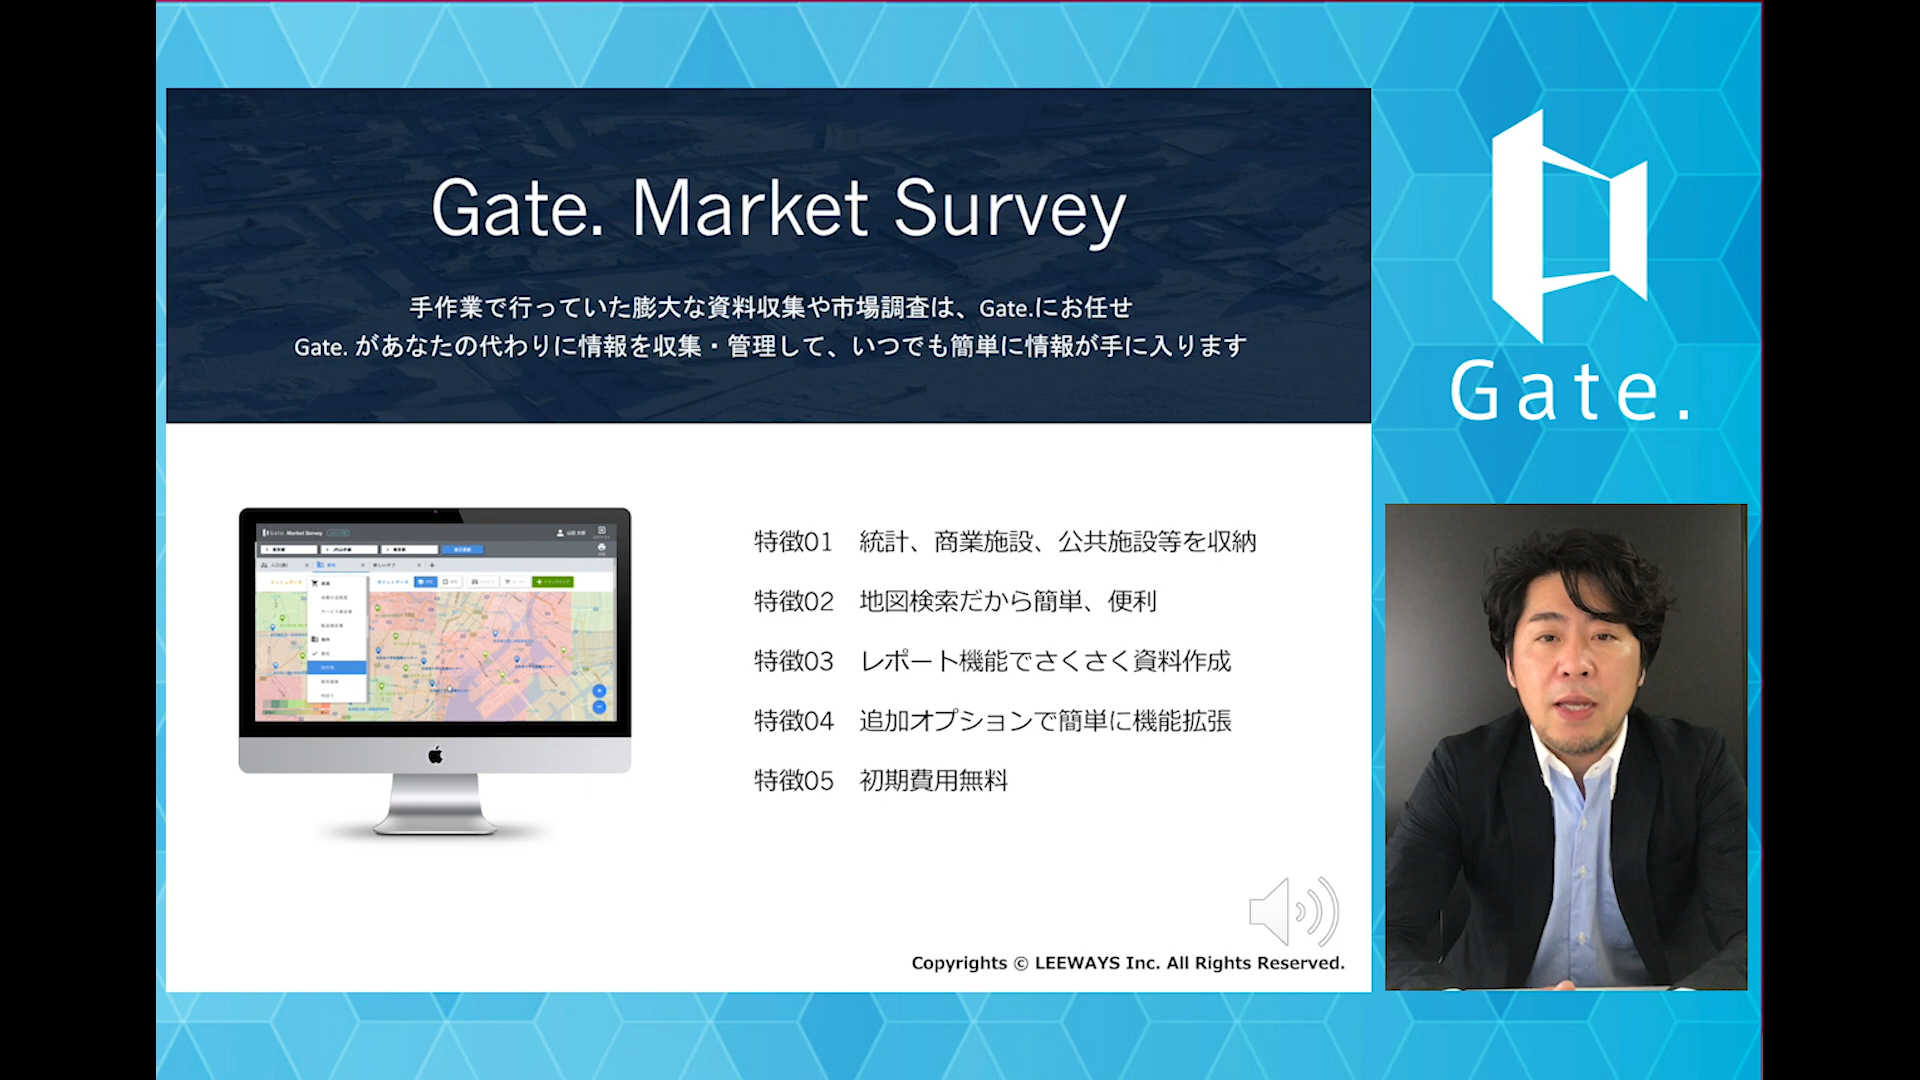 Gate. Market Survey
手作業で行っていた膨大な資料収集や市場調査は、Gate.にお任せ
Gate. があなたの代わりに情報を収集・管理して、いつでも簡単に情報が手に入ります
Gate.
Gate. Market Survey
特徴01 統計、商業施設、公共施設等を収納
特徴02 地図検索だから簡単、便利
特徴03 レポート機能でさくさく資料作成
特徴04 追加オプションで簡単に機能拡張
特徴05 初期費用無料
Copyrights © LEEWAYS Inc. All Rights Reserved.